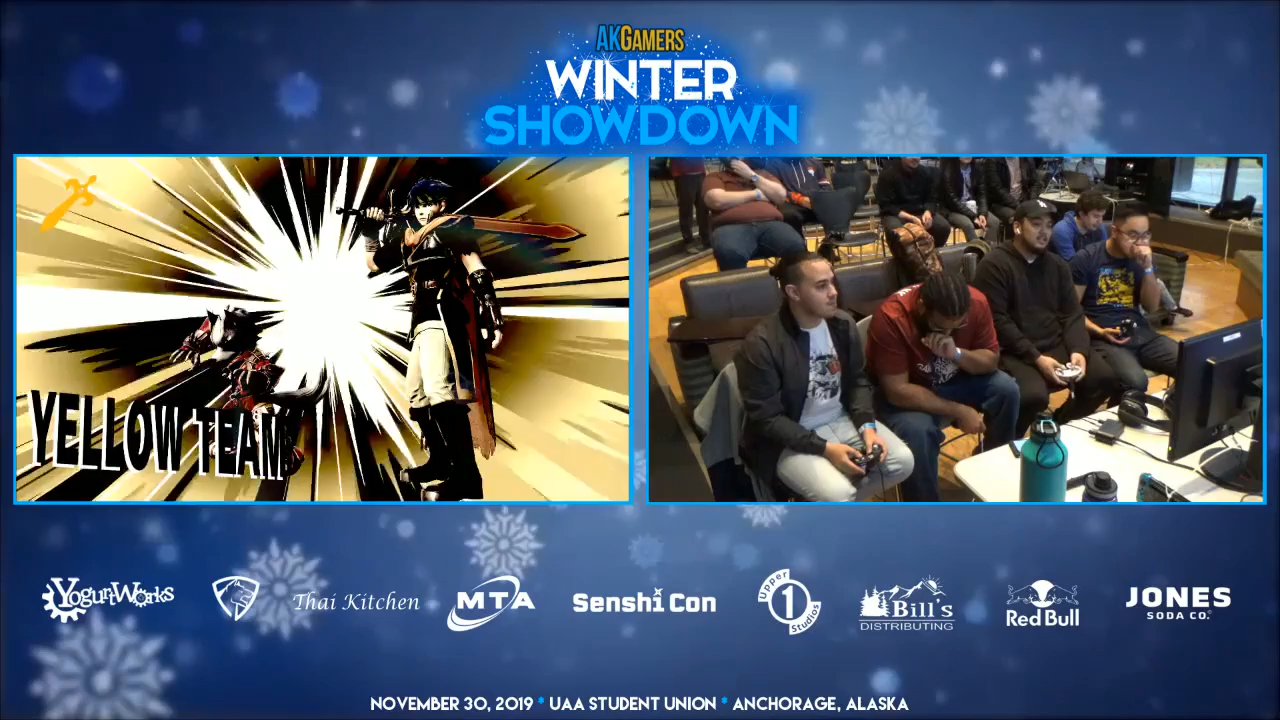 AKGAMERS
WINTER
SHOWDOWN
YELLOW TEAM
YogurtWorks
Thai Kitchen
MTA
Senshi Con
Upper 1 Studios
Bill's
DISTRIBUTING
Red Bull
JONES
SODA CO.
NOVEMBER 30, 2019 * UAA STUDENT UNION * ANCHORAGE, ALASKA